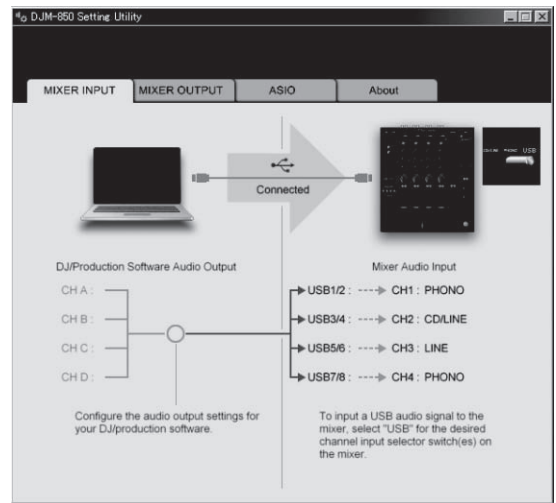 DJM-850 Setting Utility
MIXER INPUT MIXER OUTPUT ASIO About
USB
Connected
DJ/Production Software Audio Output
Mixer Audio Input
CH A :
CH B :
CH C :
CH D :
USB1/2 : CH1 : PHONO
USB3/4 : CH2 : CD/LINE
USB5/6 : CH3 : LINE
USB7/8 : CH4 : PHONO
Configure the audio output settings for
your DJ/production software.
To input a USB audio signal to the
mixer, select "USB" for the desired
channel input selector switch(es) on
the mixer.